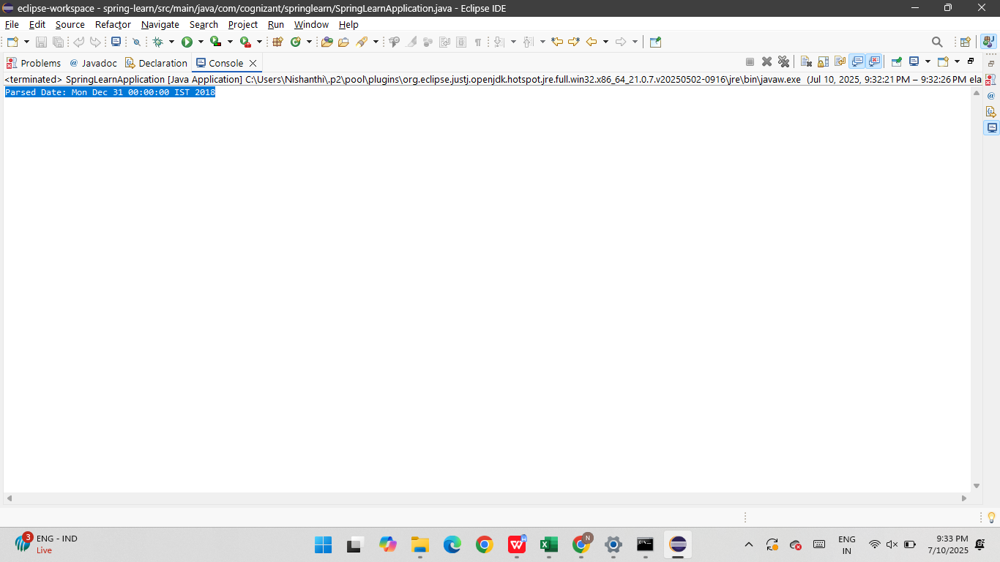 eclipse-workspace - spring-learn/src/main/java/com/cognizant/springlearn/SpringLearnApplication.java - Eclipse IDE
File Edit Source Refactor Navigate Search Project Run Window Help
Problems @ Javadoc Declaration Console
<terminated> SpringLearnApplication [Java Application] C:\Users\Nishanthi\.p2\pool\plugins\org.eclipse.justj.openjdk.hotspot.jre.full.win32.x86_64_21.0.7.v20250502-0916\jre\bin\javaw.exe (Jul 10, 2025, 9:32:21 PM – 9:32:26 PM ela
Parsed Date: Mon Dec 31 00:00:00 IST 2018
3 ENG - IND
Live
N
ENG
IN
9:33 PM
7/10/2025